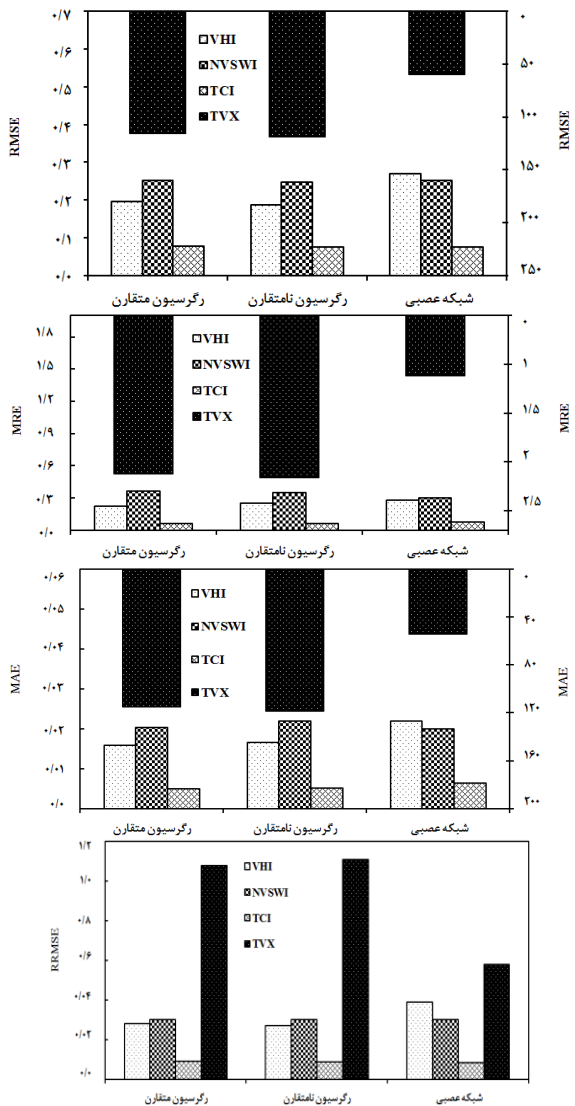 RMSE
۰/۷
۰/۶
۰/۵
۰/۴
۰/۳
۰/۲
۰/۱
۰/۰
VHI
NVSWI
TCI
TVX
۰
۵۰
۱۰۰
۱۵۰
۲۰۰
۲۵۰
RMSE
رگرسیون متقارن
رگرسیون نامتقارن
شبکه عصبی
MRE
۱/۸
۱/۵
۱/۲
۰/۹
۰/۶
۰/۳
۰/۰
VHI
NVSWI
TCI
TVX
۰
۱
۱/۵
۲
۲/۵
MRE
رگرسیون متقارن
رگرسیون نامتقارن
شبکه عصبی
MAE
۰/۰۶
۰/۰۵
۰/۰۴
۰/۰۳
۰/۰۲
۰/۰۱
۰/۰
VHI
NVSWI
TCI
TVX
۰
۴۰
۸۰
۱۲۰
۱۶۰
۲۰۰
MAE
رگرسیون متقارن
رگرسیون نامتقارن
شبکه عصبی
RRMSE
۱/۲
۱/۰
۰/۸
۰/۶
۰/۰۴
۰/۰۲
۰/۰
VHI
NVSWI
TCI
TVX
رگرسیون متقارن
رگرسیون نامتقارن
شبکه عصبی